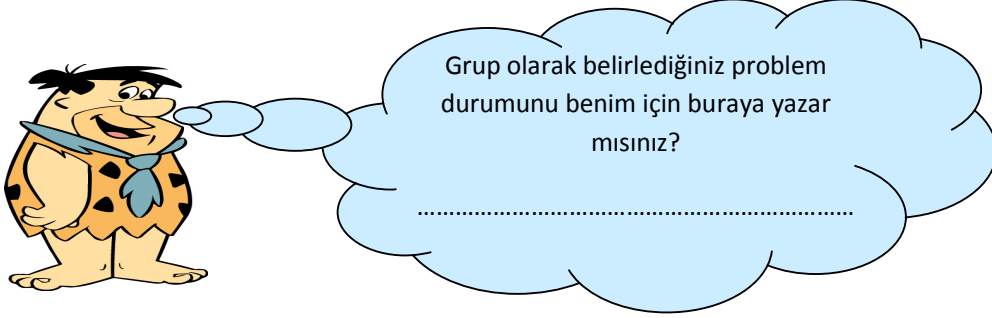 Grup olarak belirlediğiniz problem
durumunu benim için buraya yazar
mısınız?
……………………………………………………………